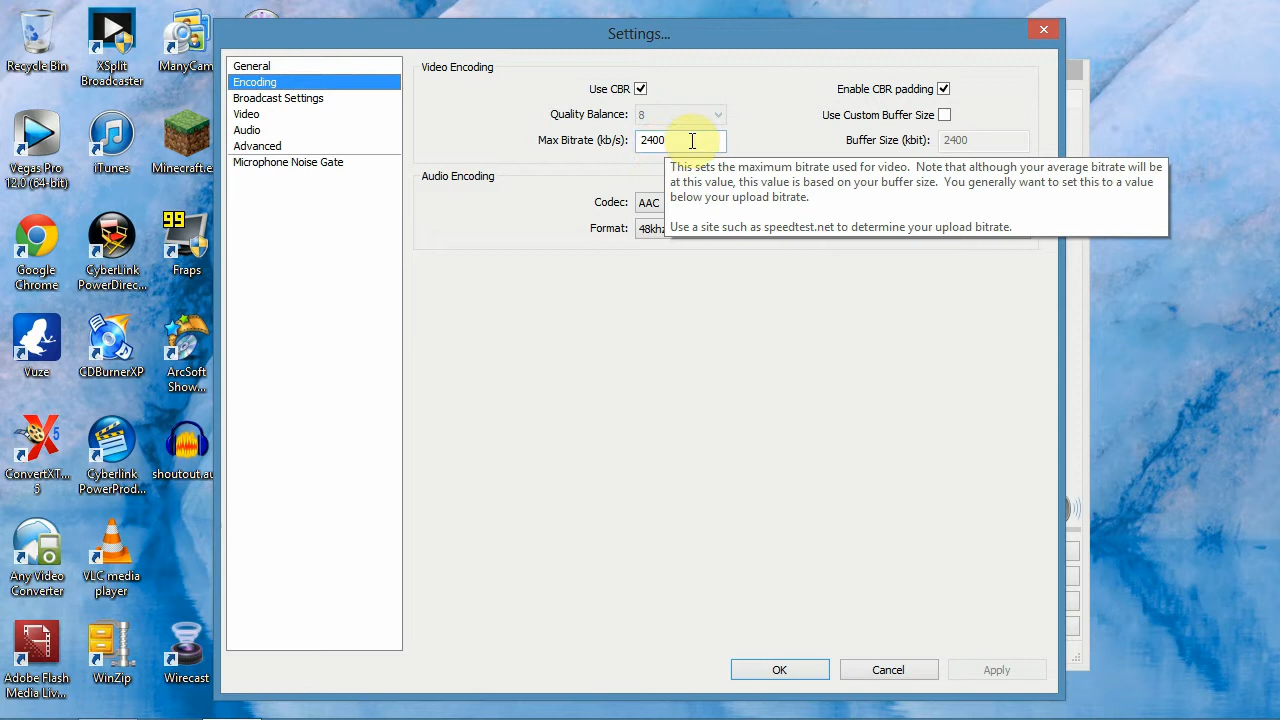 Settings...
General
Encoding
Broadcast Settings
Video
Audio
Advanced
Microphone Noise Gate
Video Encoding
Use CBR
Enable CBR padding
Quality Balance: 8
Use Custom Buffer Size
Max Bitrate (kb/s): 2400
Buffer Size (kbit): 2400
This sets the maximum bitrate used for video. Note that although your average bitrate will be
at this value, this value is based on your buffer size. You generally want to set this to a value
below your upload bitrate.
Use a site such as speedtest.net to determine your upload bitrate.
Audio Encoding
Codec: AAC
Format: 48khz
OK
Cancel
Apply
Recycle Bin
XSplit
Broadcaster
ManyCam
Vegas Pro
12.0 (64-bit)
iTunes
Minecraft.e
Google
Chrome
CyberLink
PowerDirec...
99
Fraps
Vuze
CDBurnerXP
ArcSoft
Show...
5
ConvertXT...
5
Cyberlink
PowerProd...
shoutout.au
Any Video
Converter
VLC media
player
Adobe Flash
Media Liv...
WinZip
Wirecast